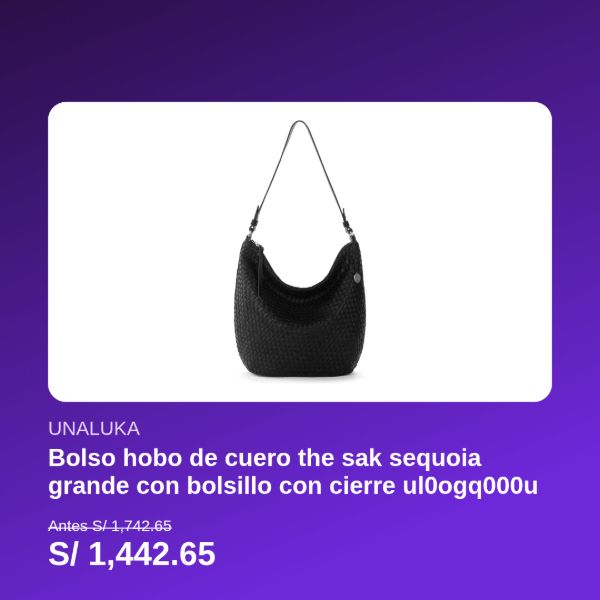 UNALUKA
Bolso hobo de cuero the sak sequoia
grande con bolsillo con cierre ul0ogq000u
Antes S/ 1,742.65
S/ 1,442.65